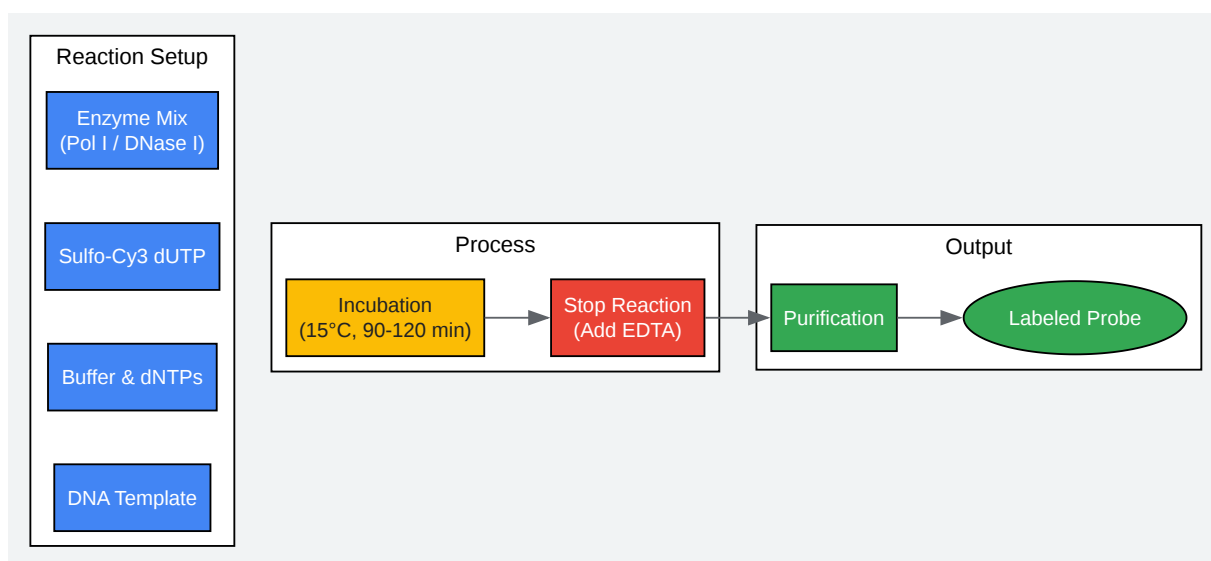 Reaction Setup
Enzyme Mix
(Pol I / DNase I)
Sulfo-Cy3 dUTP
Buffer & dNTPs
DNA Template
Process
Incubation
(15°C, 90-120 min)
Stop Reaction
(Add EDTA)
Output
Purification
Labeled Probe